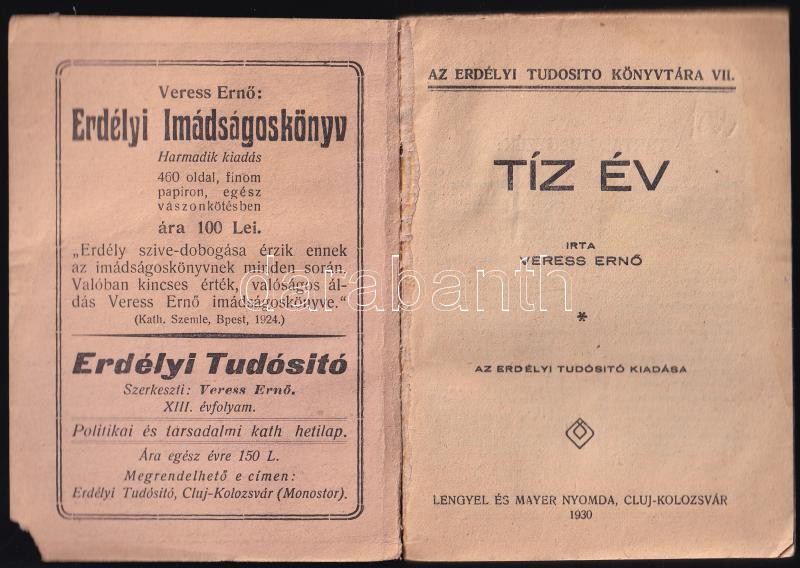 Veress Ernő:
Erdélyi Imádságoskönyv
Harmadik kiadás
460 oldal, finom
papiron, egész
vászonkötésben
ára 100 Lei.
„Erdély szive-dobogása érzik ennek
az imádságoskönyvnek minden során.
Valóban kincses érték, valóságos ál-
dás Veress Ernő imádságoskönyve.“
(Kath. Szemle, Bpest, 1924.)
Erdélyi Tudósitó
Szerkeszti: Veress Ernő.
XIII. évfolyam.
Politikai és társadalmi kath hetilap.
Ára egész évre 150 L.
Megrendelhető e címen:
Erdélyi Tudósitó, Cluj-Kolozsvár (Monostor).
AZ ERDÉLYI TUDOSITO KÖNYVTÁRA VII.
TÍZ ÉV
IRTA
VERESS ERNŐ
*
AZ ERDÉLYI TUDÓSITÓ KIADÁSA
LENGYEL ÉS MAYER NYOMDA, CLUJ-KOLOZSVÁR
1930
darabanth